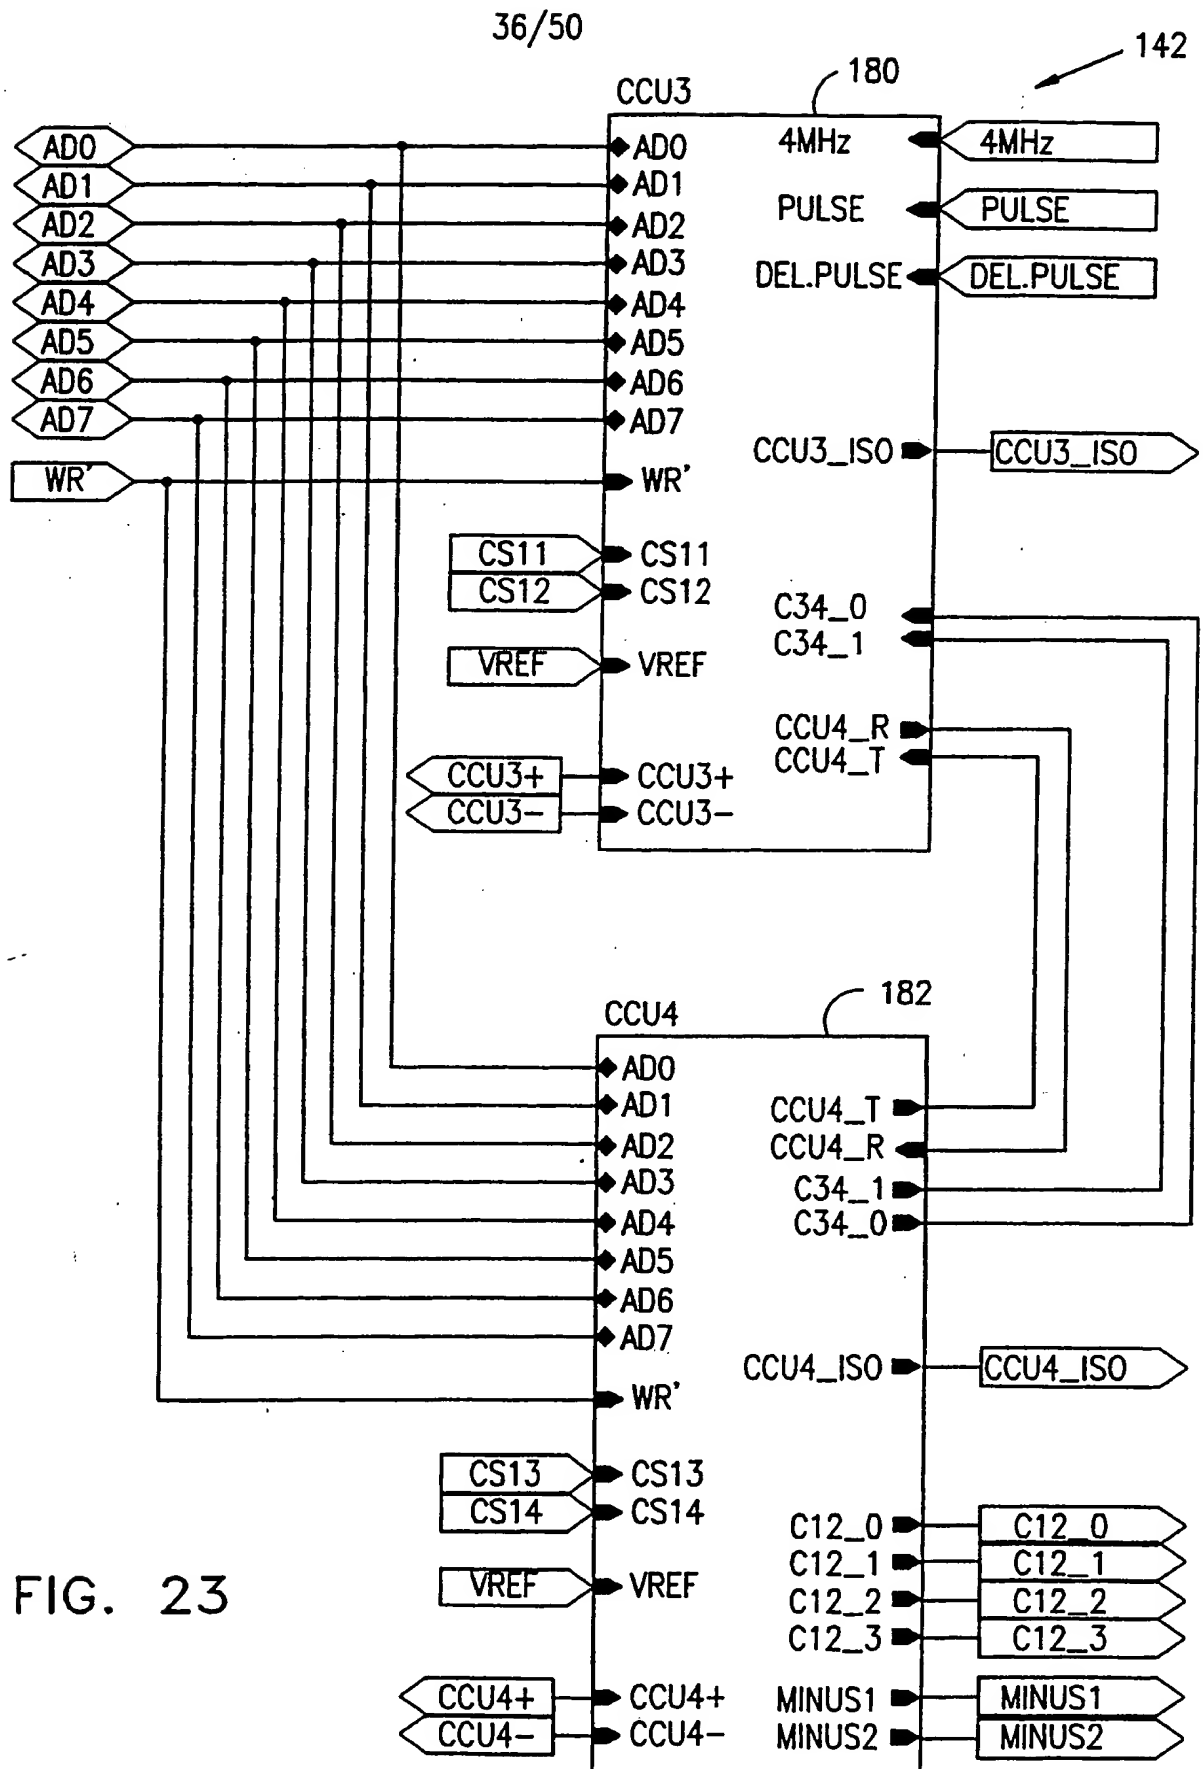 36/50
142
CCU3
180
AD0 AD0 4MHz 4MHz
AD1 AD1
AD2 AD2 PULSE PULSE
AD3 AD3 DEL.PULSE DEL.PULSE
AD4 AD4
AD5 AD5
AD6 AD6
AD7 AD7
CCU3_ISO CCU3_ISO
WR' WR'
CS11 CS11
CS12 CS12
C34_0
C34_1
VREF VREF
CCU4_R
CCU4_T
CCU3+ CCU3+
CCU3- CCU3-
CCU4
182
AD0
AD1 CCU4_T
AD2 CCU4_R
AD3 C34_1
AD4 C34_0
AD5
AD6
AD7
CCU4_ISO CCU4_ISO
WR'
CS13 CS13
CS14 CS14
C12_0 C12_0
C12_1 C12_1
VREF VREF
C12_2 C12_2
C12_3 C12_3
CCU4+ CCU4+ MINUS1 MINUS1
CCU4- CCU4- MINUS2 MINUS2
FIG. 23